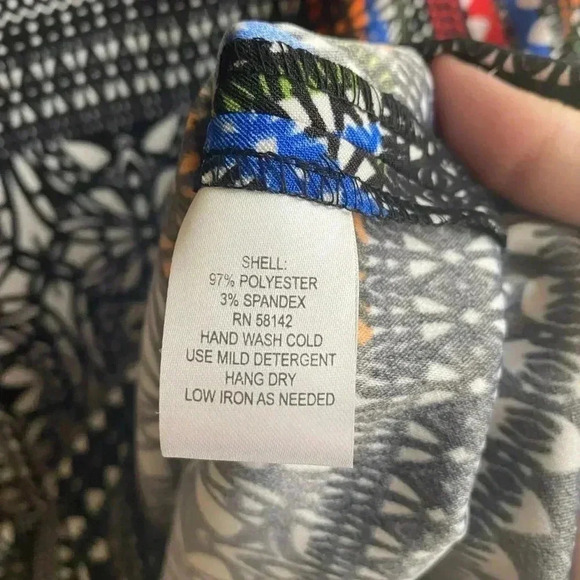 SHELL:
97% POLYESTER
3% SPANDEX
RN 58142
HAND WASH COLD
USE MILD DETERGENT
HANG DRY
LOW IRON AS NEEDED